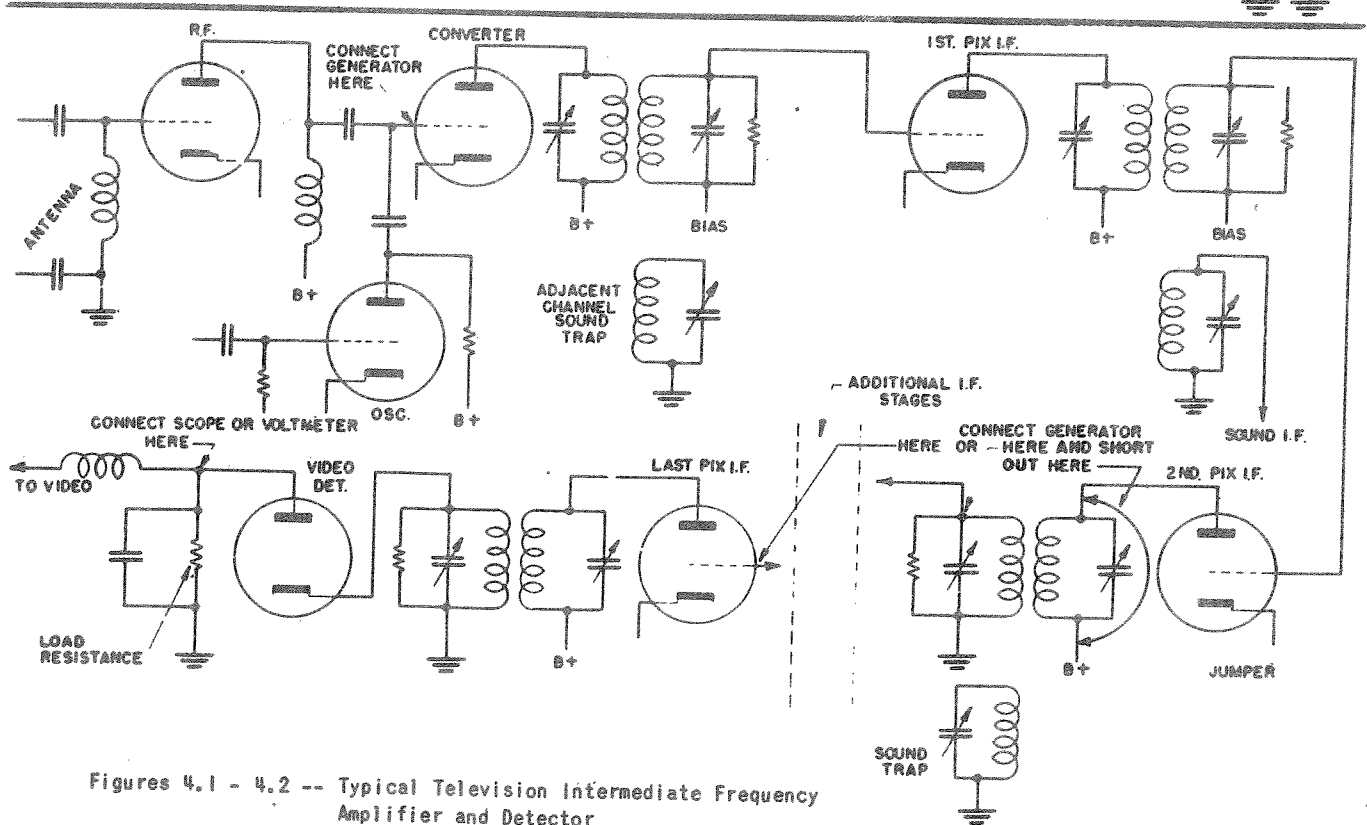 R.F.
CONNECT
GENERATOR
HERE
CONVERTER
1ST. PIX I.F.
ANTENNA
B+
B+
BIAS
B+
BIAS
ADJACENT
CHANNEL
SOUND
TRAP
OSC.
B+
SOUND I.F.
CONNECT SCOPE OR VOLTMETER
HERE
TO VIDEO
VIDEO
DET.
LAST PIX I.F.
ADDITIONAL I.F.
STAGES
HERE OR
CONNECT GENERATOR
HERE AND SHORT
OUT HERE
2ND. PIX I.F.
LOAD
RESISTANCE
B+
B+
JUMPER
SOUND
TRAP
Figures 4.1 - 4.2 -- Typical Television Intermediate Frequency
Amplifier and Detector